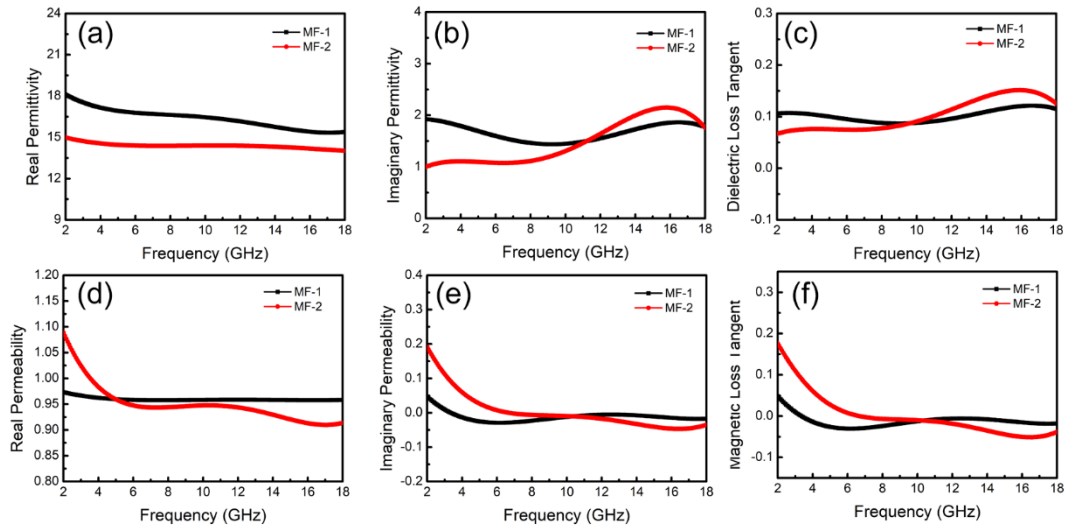 (a)
MF-1
MF-2
Real Permittivity
24
21
18
15
12
9
2 4 6 8 10 12 14 16 18
Frequency (GHz)
(b)
MF-1
MF-2
Imaginary Permittivity
4
3
2
1
0
2 4 6 8 10 12 14 16 18
Frequency (GHz)
(c)
MF-1
MF-2
Dielectric Loss Tangent
0.3
0.2
0.1
0.0
-0.1
2 4 6 8 10 12 14 16 18
Frequency (GHz)
(d)
MF-1
MF-2
Real Permeability
1.20
1.15
1.10
1.05
1.00
0.95
0.90
0.85
0.80
2 4 6 8 10 12 14 16 18
Frequency (GHz)
(e)
MF-1
MF-2
Imaginary Permeability
0.4
0.3
0.2
0.1
0.0
-0.1
-0.2
2 4 6 8 10 12 14 16 18
Frequency (GHz)
(f)
MF-1
MF-2
Magnetic Loss Tangent
0.3
0.2
0.1
0.0
-0.1
2 4 6 8 10 12 14 16 18
Frequency (GHz)